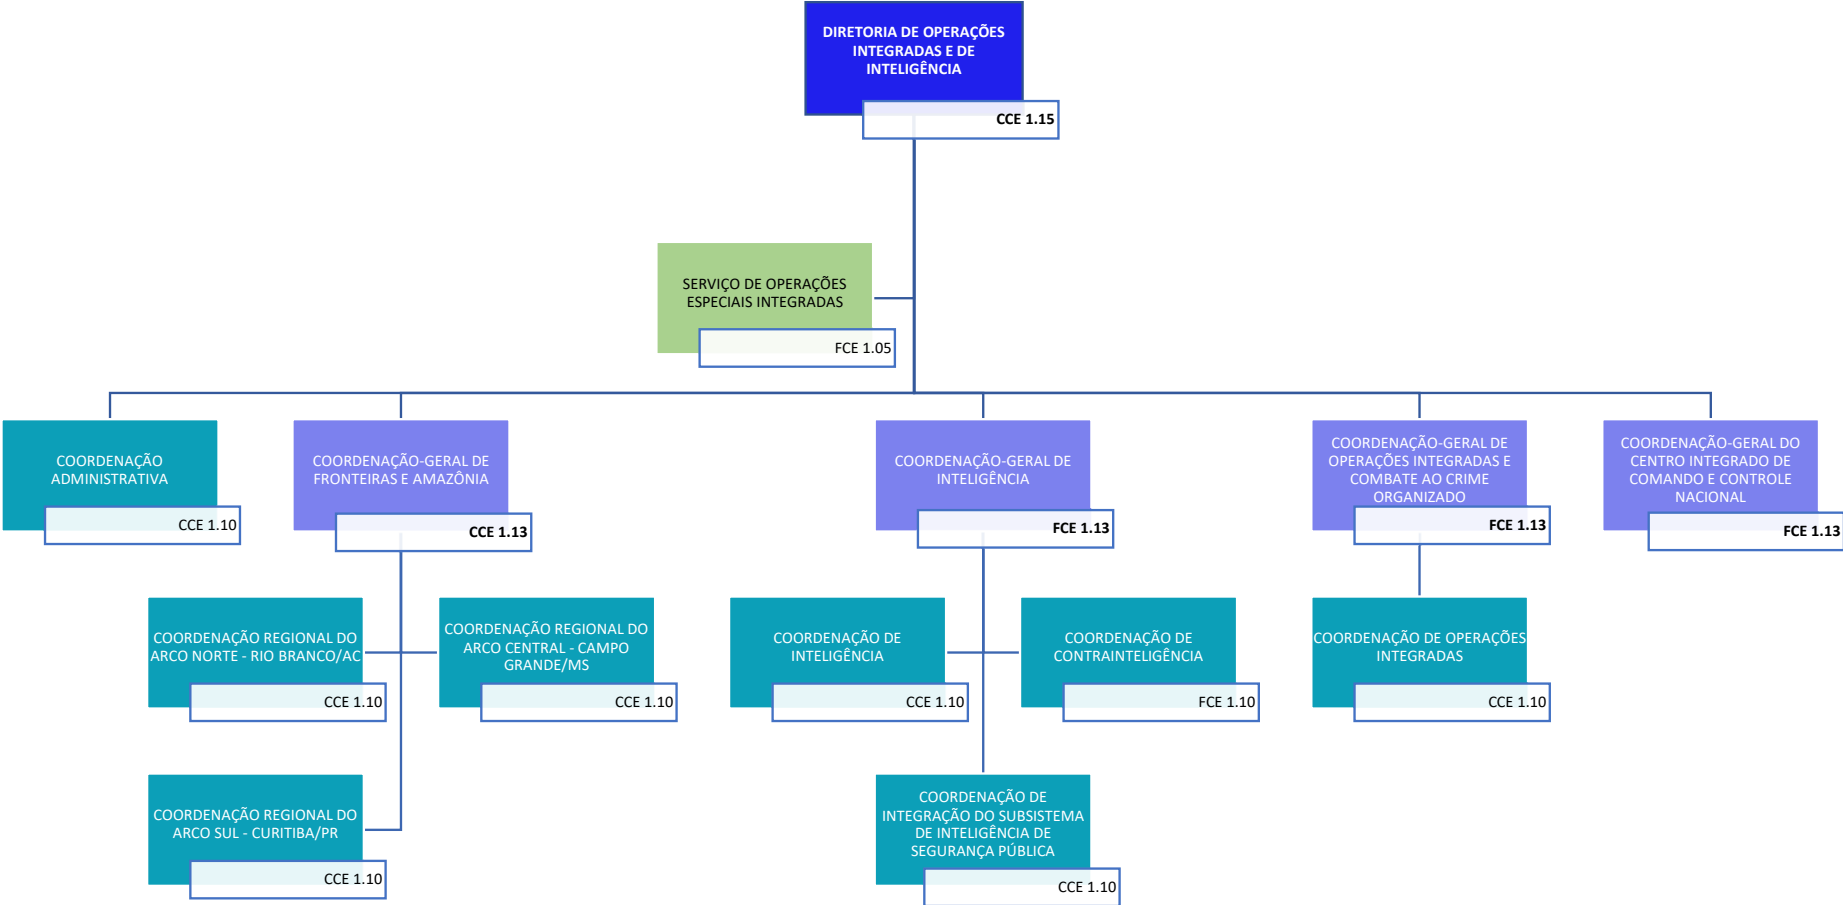 DIRETORIA DE OPERAÇÕES
INTEGRADAS E DE
INTELIGÊNCIA
CCE 1.15
SERVIÇO DE OPERAÇÕES
ESPECIAIS INTEGRADAS
FCE 1.05
COORDENAÇÃO
ADMINISTRATIVA
CCE 1.10
COORDENAÇÃO-GERAL DE
FRONTEIRAS E AMAZÔNIA
CCE 1.13
COORDENAÇÃO-GERAL DE
INTELIGÊNCIA
FCE 1.13
COORDENAÇÃO-GERAL DE
OPERAÇÕES INTEGRADAS E
COMBATE AO CRIME
ORGANIZADO
FCE 1.13
COORDENAÇÃO-GERAL DO
CENTRO INTEGRADO DE
COMANDO E CONTROLE
NACIONAL
FCE 1.13
COORDENAÇÃO REGIONAL DO
ARCO NORTE - RIO BRANCO/AC
CCE 1.10
COORDENAÇÃO REGIONAL DO
ARCO CENTRAL - CAMPO
GRANDE/MS
CCE 1.10
COORDENAÇÃO DE
INTELIGÊNCIA
CCE 1.10
COORDENAÇÃO DE
CONTRAINTELIGÊNCIA
FCE 1.10
COORDENAÇÃO DE OPERAÇÕES
INTEGRADAS
CCE 1.10
COORDENAÇÃO REGIONAL DO
ARCO SUL - CURITIBA/PR
CCE 1.10
COORDENAÇÃO DE
INTEGRAÇÃO DO SUBSISTEMA
DE INTELIGÊNCIA DE
SEGURANÇA PÚBLICA
CCE 1.10